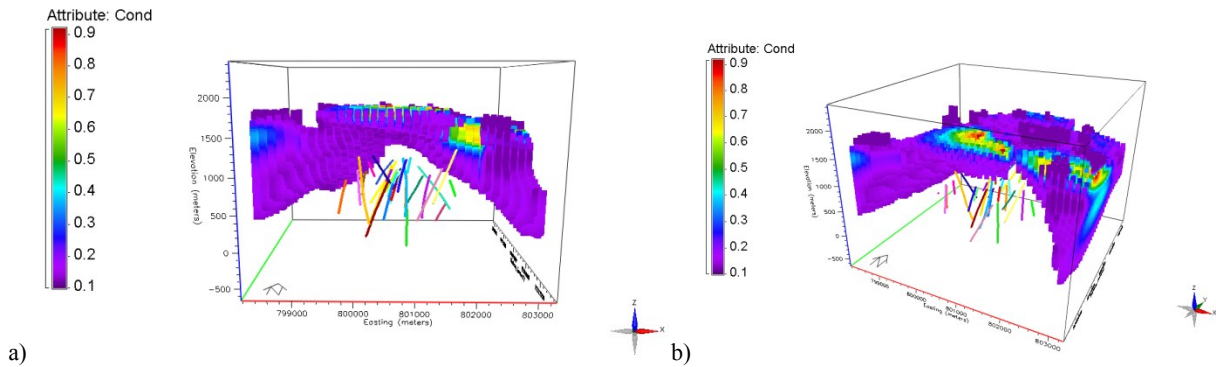 Attribute: Cond
0.9
0.8
0.7
0.6
0.5
0.4
0.3
0.2
0.1
2000
1500
1000
500
0
-500
Elevation (meters)
799000 800000 801000 802000 803000
Easting (meters)
X
a)
Attribute: Cond
0.9
0.8
0.7
0.6
0.5
0.4
0.3
0.2
0.1
2000
1500
1000
500
0
-500
Elevation (meters)
799000
800000
801000
802000
803000
Easting (meters)
Y
X
b)